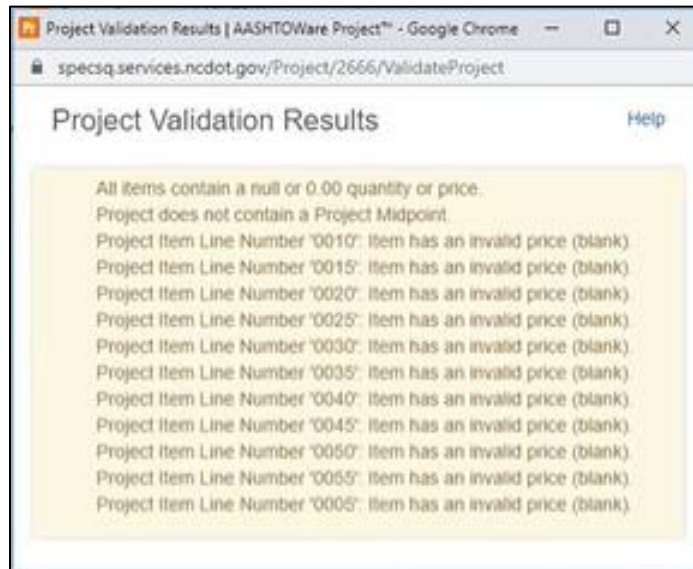 Project Validation Results | AASHTOWare Project™ - Google Chrome
specsq.services.ncdot.gov/Project/2666/ValidateProject
Project Validation Results
Help
All items contain a null or 0.00 quantity or price.
Project does not contain a Project Midpoint.
Project Item Line Number '0010': Item has an invalid price (blank).
Project Item Line Number '0015': Item has an invalid price (blank).
Project Item Line Number '0020': Item has an invalid price (blank).
Project Item Line Number '0025': Item has an invalid price (blank).
Project Item Line Number '0030': Item has an invalid price (blank).
Project Item Line Number '0035': Item has an invalid price (blank).
Project Item Line Number '0040': Item has an invalid price (blank).
Project Item Line Number '0045': Item has an invalid price (blank).
Project Item Line Number '0050': Item has an invalid price (blank).
Project Item Line Number '0055': Item has an invalid price (blank).
Project Item Line Number '0005': Item has an invalid price (blank).